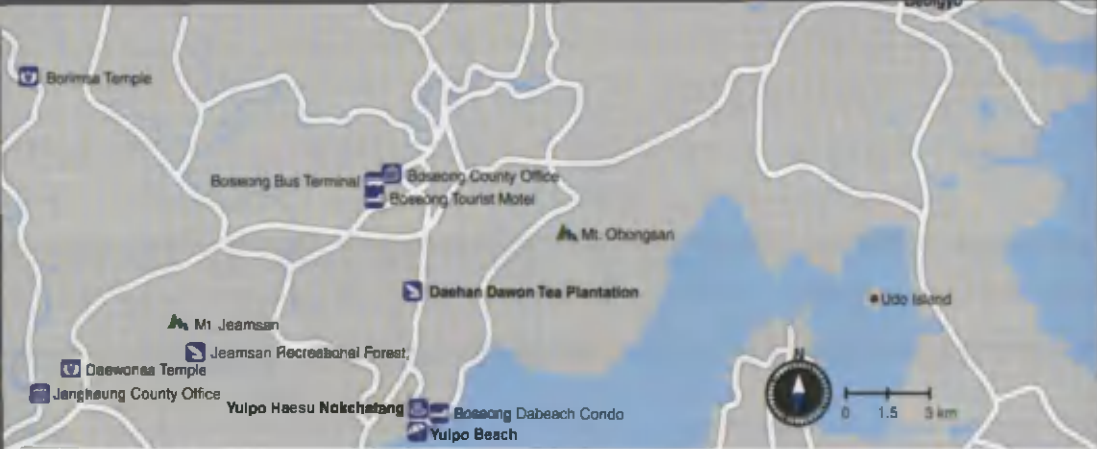 Borimsa Temple
Boseong Bus Terminal
Boseong County Office
Boseong Tourist Motel
Mt. Obongsan
Daehan Dawon Tea Plantation
Udo Island
Mt Jeamsan
Jeamsan Recreational Forest,
N
Daewonsa Temple
Jangheung County Office
0 1.5 3 km
Yulpo Haesu Nokchatang
Boseong Dabeach Condo
Yulpo Beach